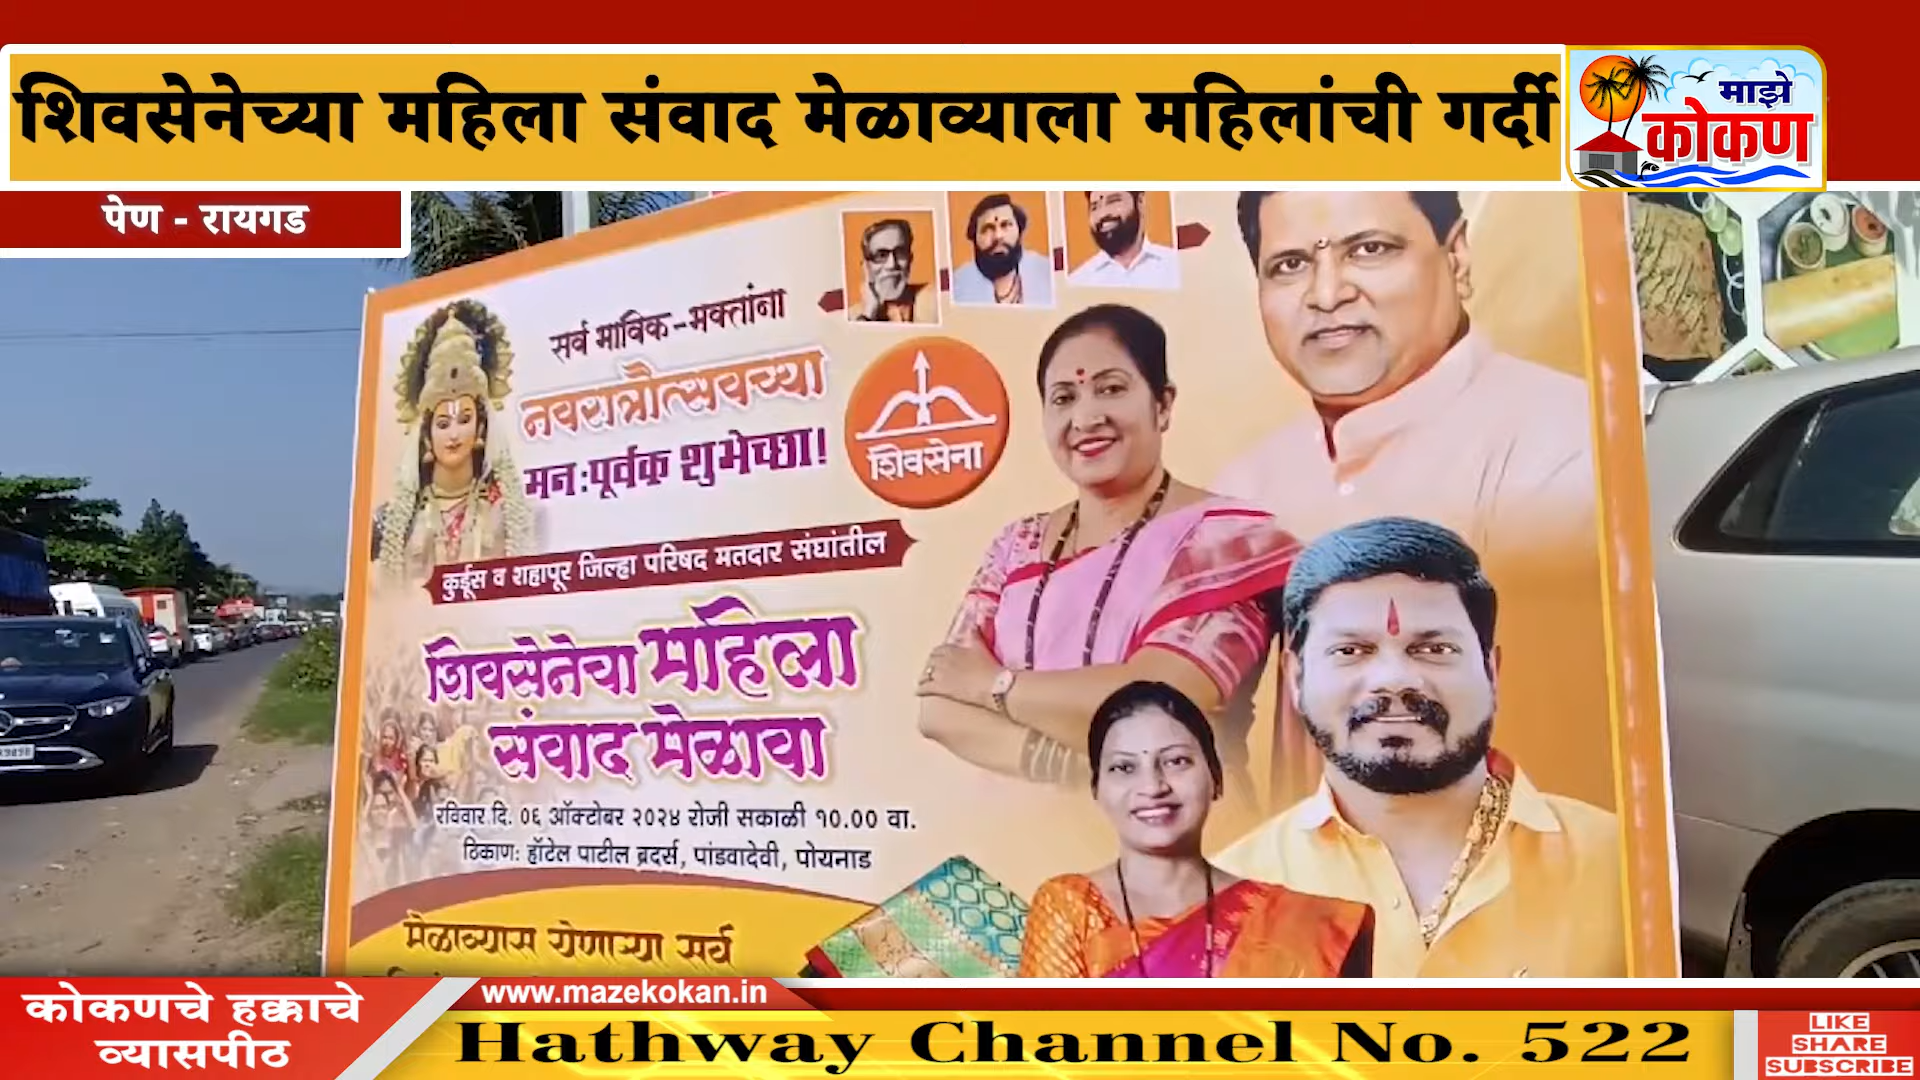 शिवसेनेच्या महिला संवाद मेळाव्याला महिलांची गर्दी
माझे
कोकण
पेण - रायगड
सर्व भाविक-भक्तांना
नवरात्रौत्सवच्या
मन:पूर्वक शुभेच्छा!
शिवसेना
कुर्डूस व शहापूर जिल्हा परिषद मतदार संघांतील
शिवसेनेचा महिला
संवाद मेळावा
रविवार दि. ०६ ऑक्टोबर २०२४ रोजी सकाळी १०.०० वा.
ठिकाण: हॉटेल पाटील ब्रदर्स, पांडवादेवी, पोयनाड
मेळाव्यास येणाऱ्या सर्व
कोकणचे हक्काचे
व्यासपीठ
www.mazekokan.in
Hathway Channel No. 522
LIKE
SHARE
SUBSCRIBE